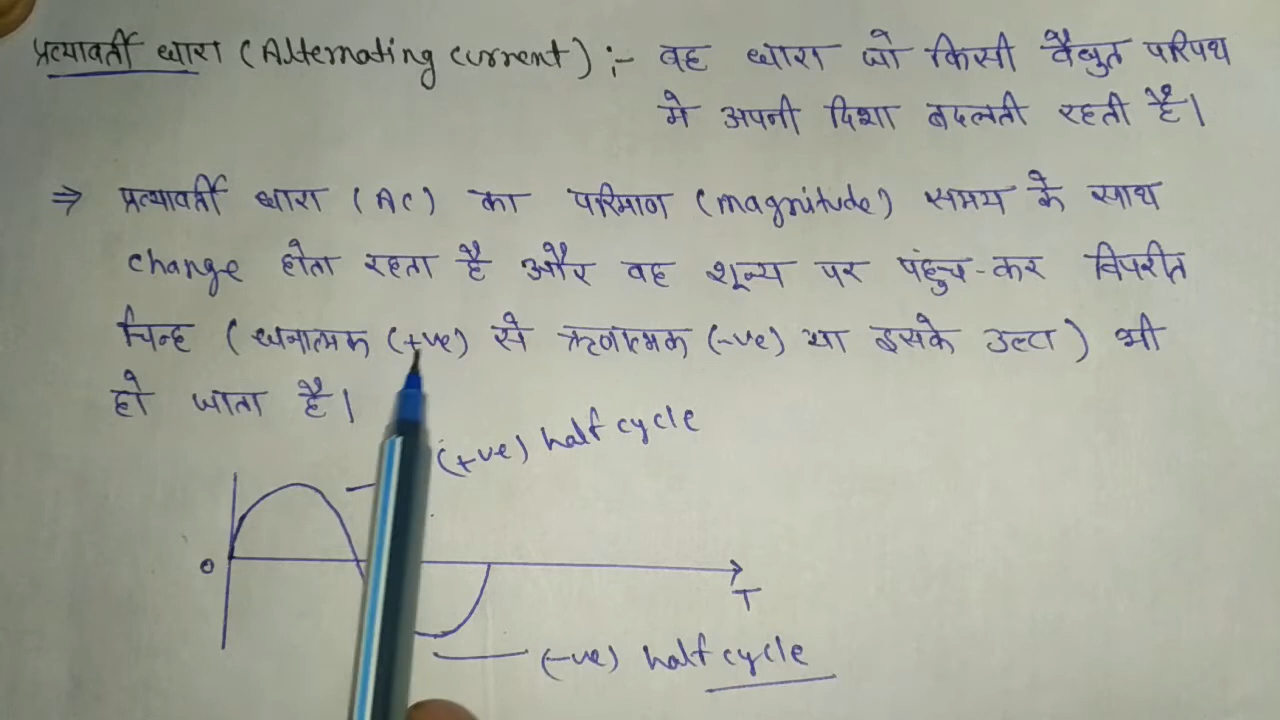 प्रत्यावर्ती धारा (Alternating current) :- वह धारा जो किसी वैधुत परिपथ
मे अपनी दिशा बदलती रहती है।
⇒ प्रत्यावर्ती धारा (AC) का परिमाण (magnitude) समय के साथ
change होता रहता है और वह शून्य पर पंहुच-कर विपरीत
चिन्ह (धनात्मक (+ve) से ऋणात्मक (-ve) या इसके उल्टा) भी
हो जाता है।
(+ve) half cycle
0
T
(-ve) half cycle